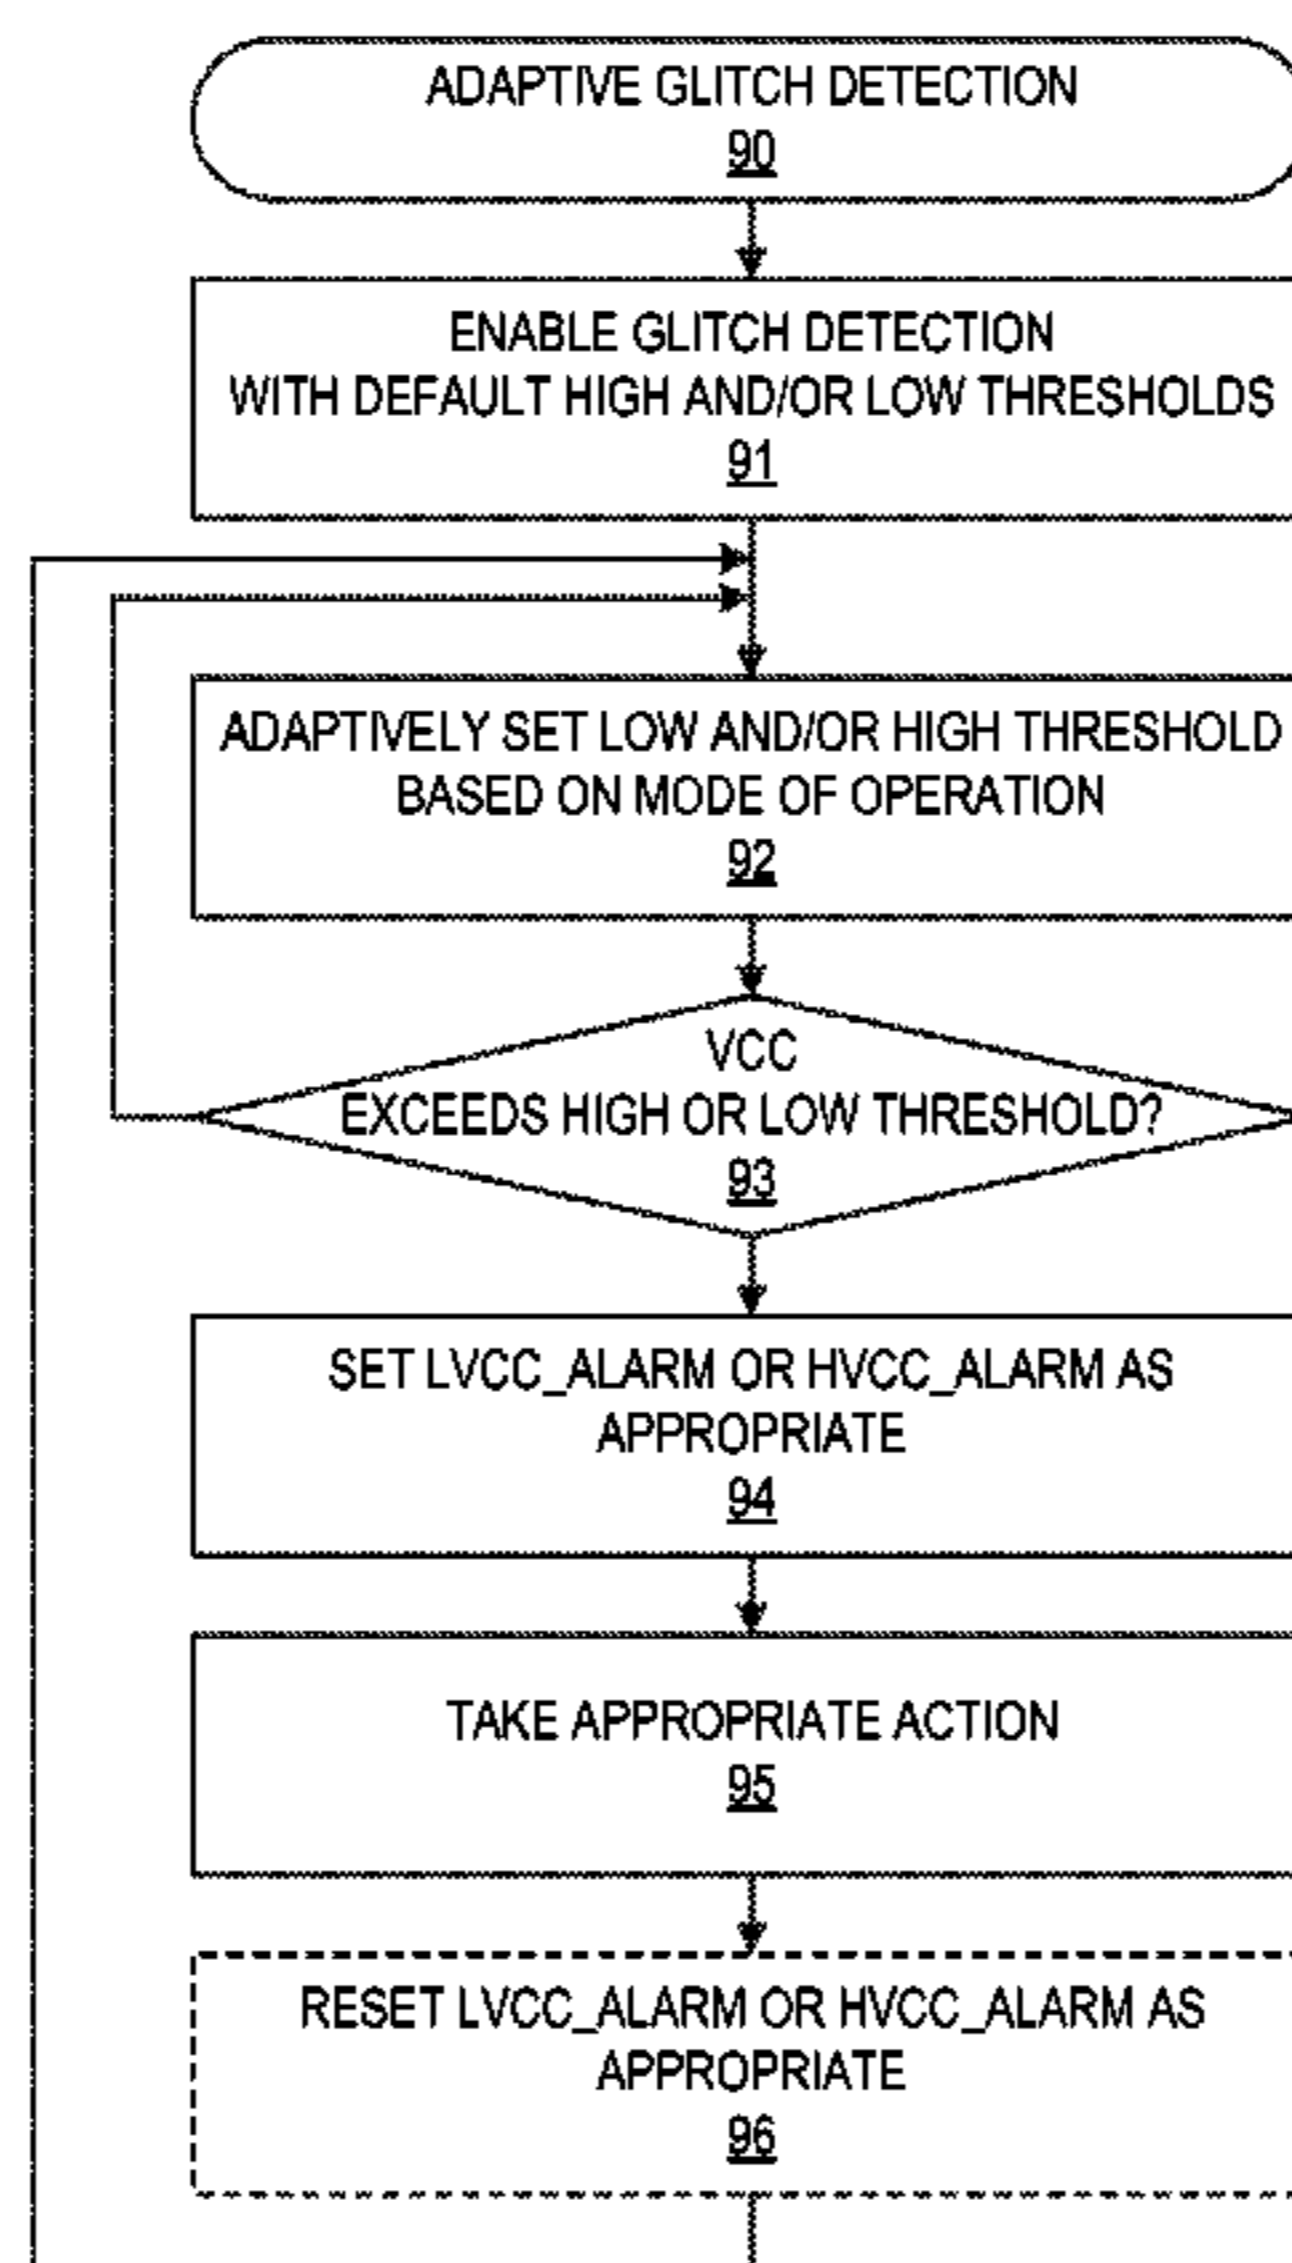 ADAPTIVE GLITCH DETECTION
90
ENABLE GLITCH DETECTION
WITH DEFAULT HIGH AND/OR LOW THRESHOLDS
91
ADAPTIVELY SET LOW AND/OR HIGH THRESHOLD
BASED ON MODE OF OPERATION
92
VCC
EXCEEDS HIGH OR LOW THRESHOLD?
93
SET LVCC_ALARM OR HVCC_ALARM AS
APPROPRIATE
94
TAKE APPROPRIATE ACTION
95
RESET LVCC_ALARM OR HVCC_ALARM AS
APPROPRIATE
96